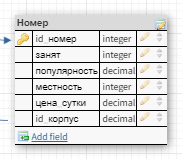 Номер
id_номер integer
занят integer
популярность decimal
местность integer
цена_сутки decimal
id_корпус integer
Add field